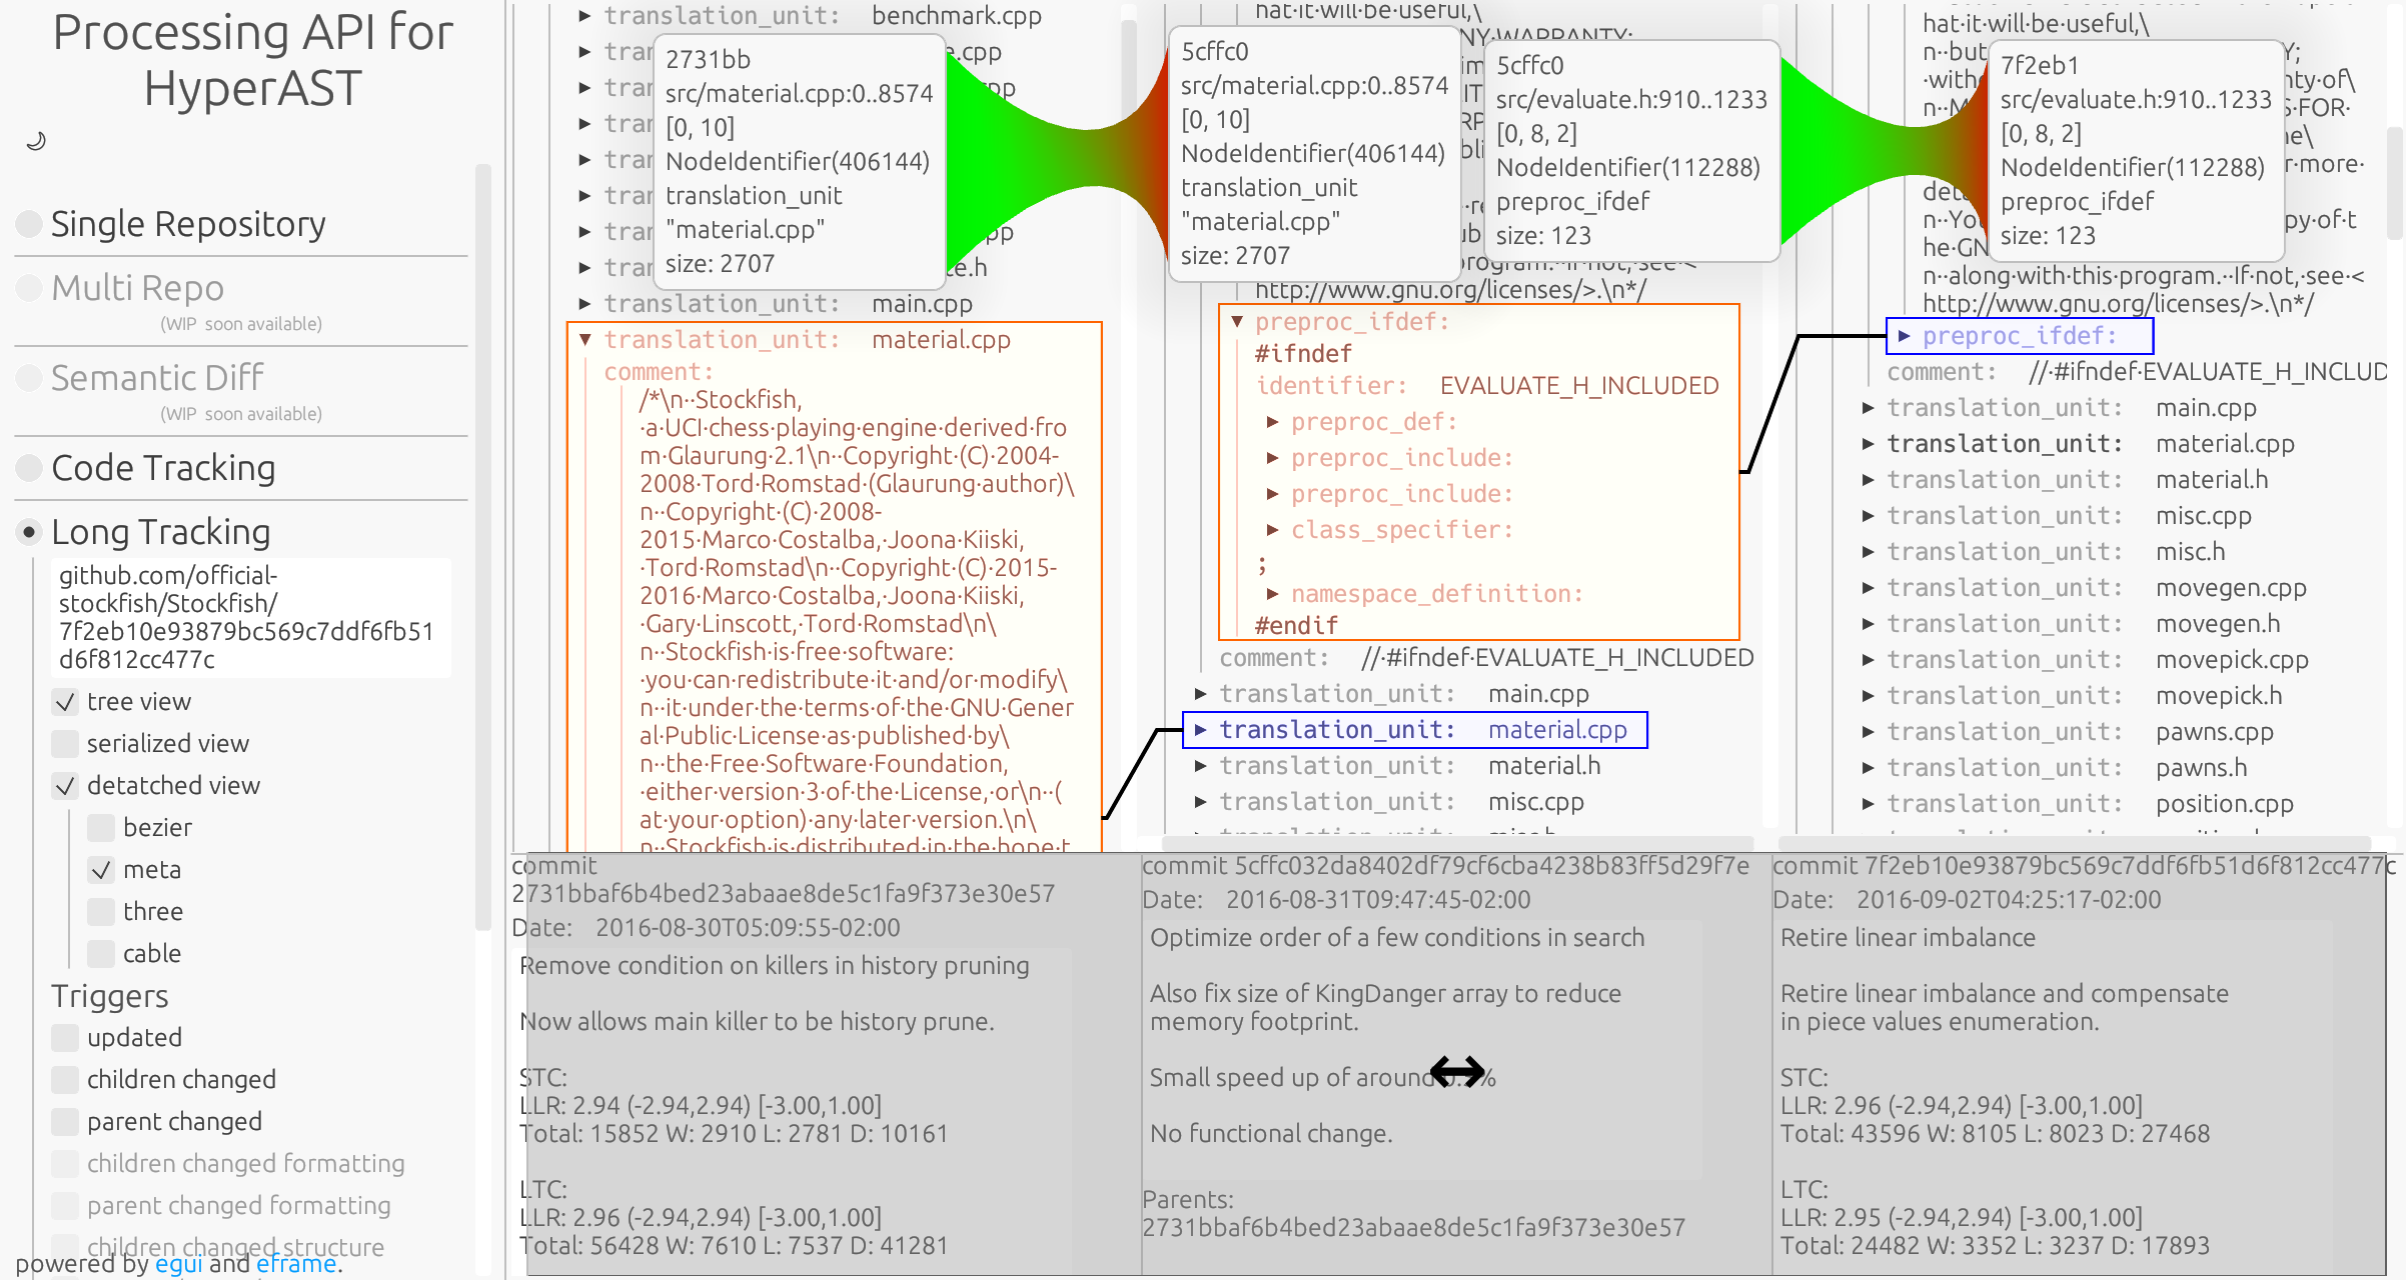 Processing API for
HyperAST
Single Repository
Multi Repo
(WIP soon available)
Semantic Diff
(WIP soon available)
Code Tracking
Long Tracking
github.com/official-
stockfish/Stockfish/
7f2eb10e93879bc569c7ddf6fb51
d6f812cc477c
tree view
serialized view
detatched view
bezier
meta
three
cable
Triggers
updated
children changed
parent changed
children changed formatting
parent changed formatting
children changed structure
powered by egui and eframe.
translation_unit: benchmark.cpp
2731bb
src/material.cpp:0..8574
[0, 10]
NodeIdentifier(406144)
translation_unit
"material.cpp"
size: 2707
translation_unit: main.cpp
translation_unit: material.cpp
comment:
/*\n··Stockfish,
·a·UCI·chess·playing·engine·derived·fro
m·Glaurung·2.1\n··Copyright·(C)·2004-
2008·Tord·Romstad·(Glaurung·author)\
n··Copyright·(C)·2008-
2015·Marco·Costalba,·Joona·Kiiski,
·Tord·Romstad\n··Copyright·(C)·2015-
2016·Marco·Costalba,·Joona·Kiiski,
·Gary·Linscott,·Tord·Romstad\n\
n··Stockfish·is·free·software:
·you·can·redistribute·it·and/or·modify\
n··it·under·the·terms·of·the·GNU·Gener
al·Public·License·as·published·by\
n··the·Free·Software·Foundation,
·either·version·3·of·the·License,·or\n··(
at·your·option)·any·later·version.\n\
n··Stockfish·is·distributed·in·the·hope·t
hat·it·will·be·useful,\
5cffc0
src/material.cpp:0..8574
[0, 10]
NodeIdentifier(406144)
translation_unit
"material.cpp"
size: 2707
5cffc0
src/evaluate.h:910..1233
[0, 8, 2]
NodeIdentifier(112288)
preproc_ifdef
size: 123
http://www.gnu.org/licenses/>.\n*/
preproc_ifdef:
#ifndef
identifier: EVALUATE_H_INCLUDED
preproc_def:
preproc_include:
preproc_include:
class_specifier:
;
namespace_definition:
#endif
comment: //·#ifndef·EVALUATE_H_INCLUDED
translation_unit: main.cpp
translation_unit: material.cpp
translation_unit: material.h
translation_unit: misc.cpp
hat·it·will·be·useful,\
7f2eb1
src/evaluate.h:910..1233
[0, 8, 2]
NodeIdentifier(112288)
preproc_ifdef
size: 123
n··along·with·this·program.··If·not,·see·<
http://www.gnu.org/licenses/>.\n*/
preproc_ifdef:
comment: //·#ifndef·EVALUATE_H_INCLUD
translation_unit: main.cpp
translation_unit: material.cpp
translation_unit: material.h
translation_unit: misc.cpp
translation_unit: misc.h
translation_unit: movegen.cpp
translation_unit: movegen.h
translation_unit: movepick.cpp
translation_unit: movepick.h
translation_unit: pawns.cpp
translation_unit: pawns.h
translation_unit: position.cpp
commit
2731bbaf6b4bed23abaae8de5c1fa9f373e30e57
Date: 2016-08-30T05:09:55-02:00
Remove condition on killers in history pruning
Now allows main killer to be history prune.
STC:
LLR: 2.94 (-2.94,2.94) [-3.00,1.00]
Total: 15852 W: 2910 L: 2781 D: 10161
LTC:
LLR: 2.96 (-2.94,2.94) [-3.00,1.00]
Total: 56428 W: 7610 L: 7537 D: 41281
commit 5cffc032da8402df79cf6cba4238b83ff5d29f7e
Date: 2016-08-31T09:47:45-02:00
Optimize order of a few conditions in search
Also fix size of KingDanger array to reduce
memory footprint.
Small speed up of around
No functional change.
Parents:
2731bbaf6b4bed23abaae8de5c1fa9f373e30e57
commit 7f2eb10e93879bc569c7ddf6fb51d6f812cc477c
Date: 2016-09-02T04:25:17-02:00
Retire linear imbalance
Retire linear imbalance and compensate
in piece values enumeration.
STC:
LLR: 2.96 (-2.94,2.94) [-3.00,1.00]
Total: 43596 W: 8105 L: 8023 D: 27468
LTC:
LLR: 2.95 (-2.94,2.94) [-3.00,1.00]
Total: 24482 W: 3352 L: 3237 D: 17893